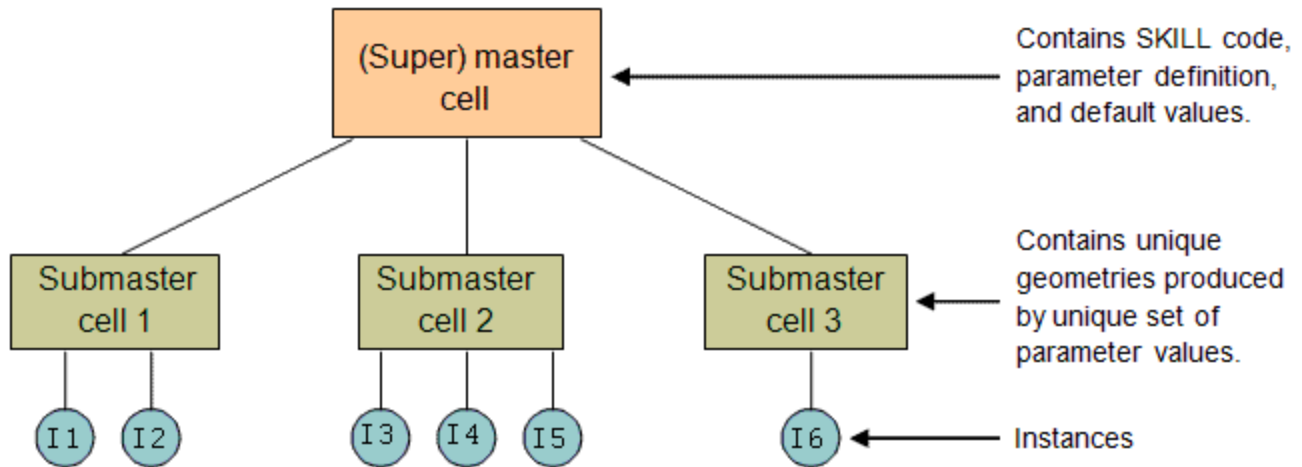 (Super) master
cell
Contains SKILL code,
parameter definition,
and default values.
Submaster
cell 1
Submaster
cell 2
Submaster
cell 3
Contains unique
geometries produced
by unique set of
parameter values.
I1
I2
I3
I4
I5
I6
Instances